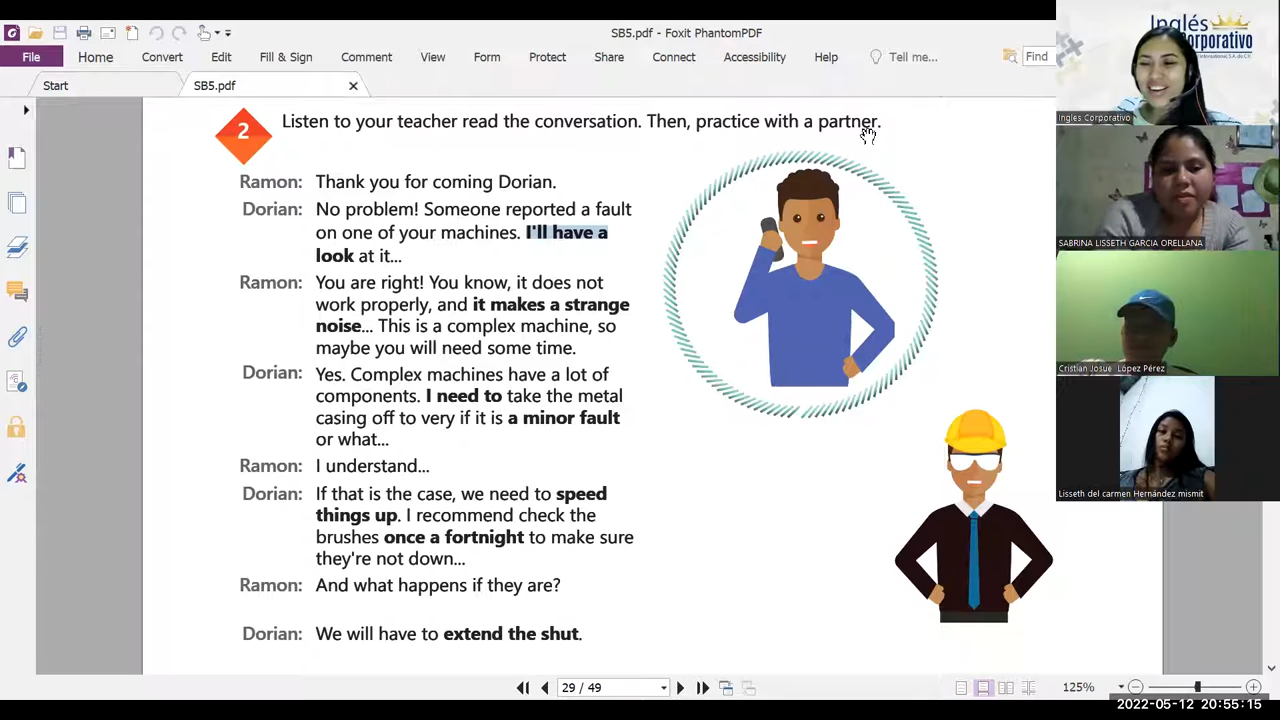 SB5.pdf - Foxit PhantomPDF
File Home Convert Edit Fill & Sign Comment View Form Protect Share Connect Accessibility Help Tell me... Find
Start SB5.pdf
2 Listen to your teacher read the conversation. Then, practice with a partner.
Ramon: Thank you for coming Dorian.
Dorian: No problem! Someone reported a fault
on one of your machines. I'll have a
look at it...
Ramon: You are right! You know, it does not
work properly, and it makes a strange
noise... This is a complex machine, so
maybe you will need some time.
Dorian: Yes. Complex machines have a lot of
components. I need to take the metal
casing off to very if it is a minor fault
or what...
Ramon: I understand...
Dorian: If that is the case, we need to speed
things up. I recommend check the
brushes once a fortnight to make sure
they're not down...
Ramon: And what happens if they are?
Dorian: We will have to extend the shut.
29 / 49
125%
Inglés
Corporativo
Ingles Corporativo
SABRINA LISSETH GARCIA ORELLANA
Cristian Josue López Pérez
Lisseth del carmen Hernández mismit
2022-05-12 20:55:15